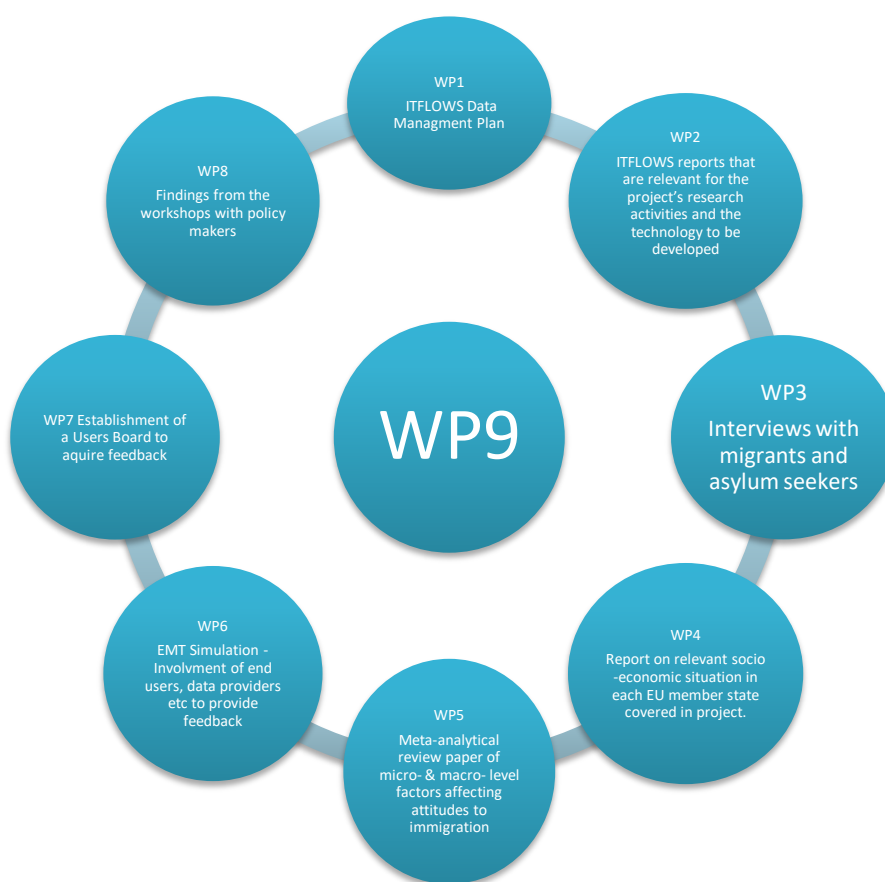 WP1
ITFLOWS Data
Managment Plan
WP2
ITFLOWS reports that
are relevant for the
project's research
activities and the
technology to be
developed
WP3
Interviews with
migrants and
asylum seekers
WP4
Report on relevant socio
-economic situation in
each EU member state
covered in project.
WP5
Meta-analytical
review paper of
micro- & macro- level
factors affecting
attitudes to
immigration
WP6
EMT Simulation -
Involvment of end
users, data providers
etc to provide
feedback
WP7 Establishment of
a Users Board to
aquire feedback
WP8
Findings from the
workshops with policy
makers
WP9